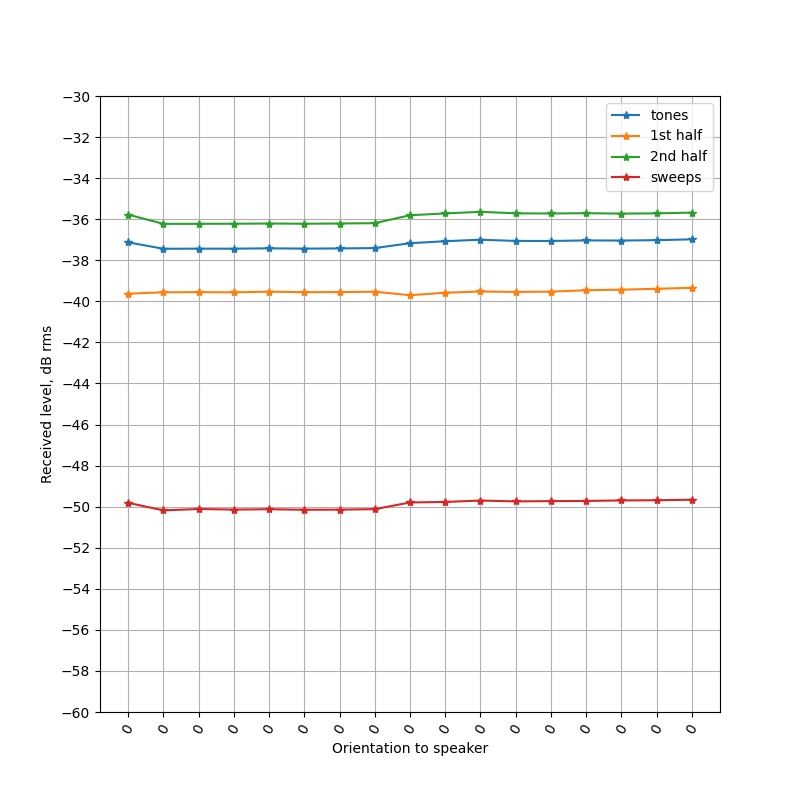 −30
−32
−34
−36
−38
−40
−42
−44
−46
−48
−50
−52
−54
−56
−58
−60
Received level, dB rms
tones
1st half
2nd half
sweeps
0 0 0 0 0 0 0 0 0 0 0 0 0 0 0 0 0
Orientation to speaker